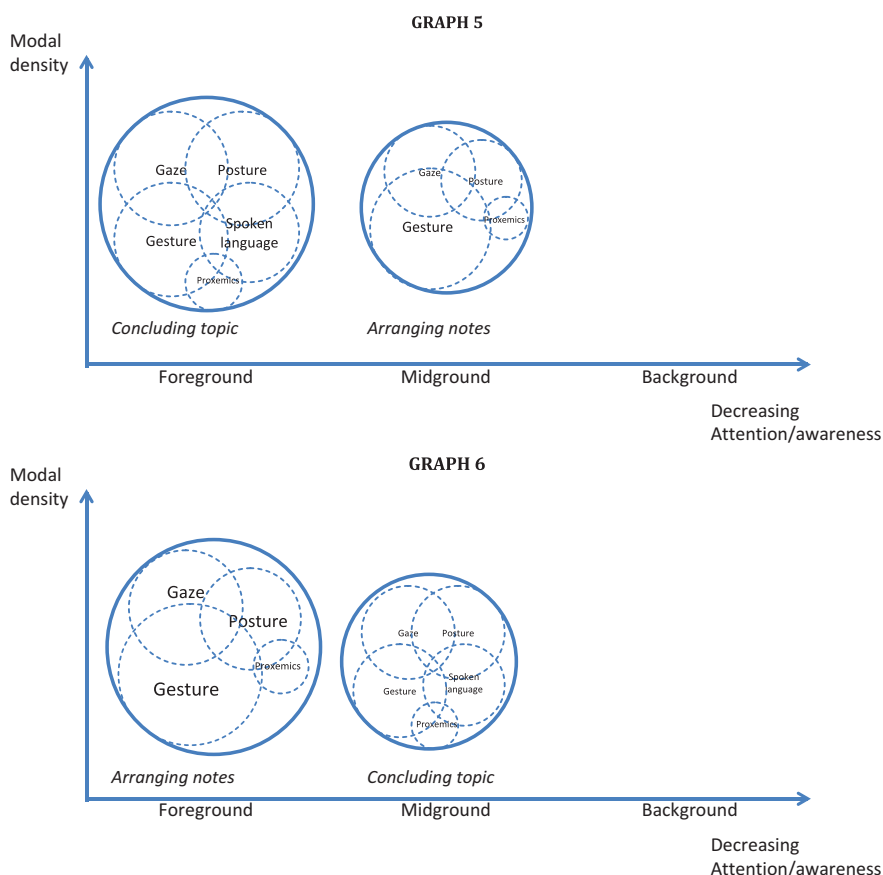 GRAPH 5
Modal
density
Gaze
Posture
Gesture
Spoken
language
Proxemics
Gaze
Posture
Proxemics
Gesture
Concluding topic
Arranging notes
Foreground
Midground
Background
Decreasing
Attention/awareness
GRAPH 6
Modal
density
Gaze
Posture
Proxemics
Gesture
Gaze
Posture
Gesture
Spoken
anguage
Proxemics
Arranging notes
Concluding topic
Foreground
Midground
Background
Decreasing
Attention/awareness